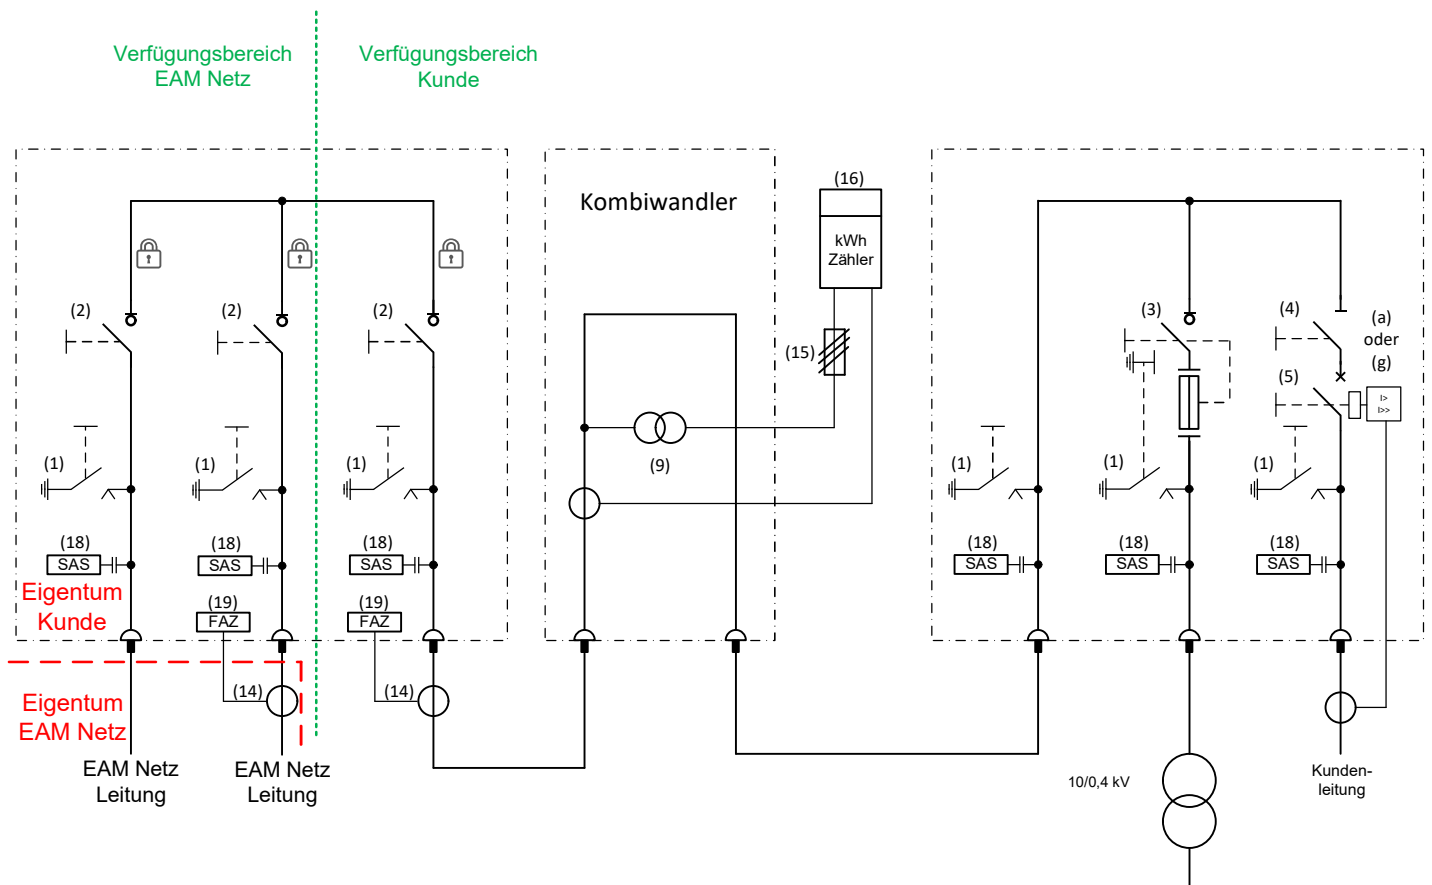 Verfügungsbereich
EAM Netz
Verfügungsbereich
Kunde
Kombiwandler
(16)
kWh
Zähler
(15)
(9)
(2)
(2)
(2)
(3)
(4)
(a)
oder
(g)
(5)
I>
I>>
(1)
(1)
(1)
(1)
(1)
(1)
(18)
SAS
(18)
SAS
(18)
SAS
(18)
SAS
(18)
SAS
(18)
SAS
Eigentum
Kunde
(19)
FAZ
(19)
FAZ
Eigentum
EAM Netz
(14)
(14)
EAM Netz
Leitung
EAM Netz
Leitung
10/0,4 kV
Kunden-
leitung